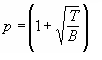 p = (1 + √(T/B))